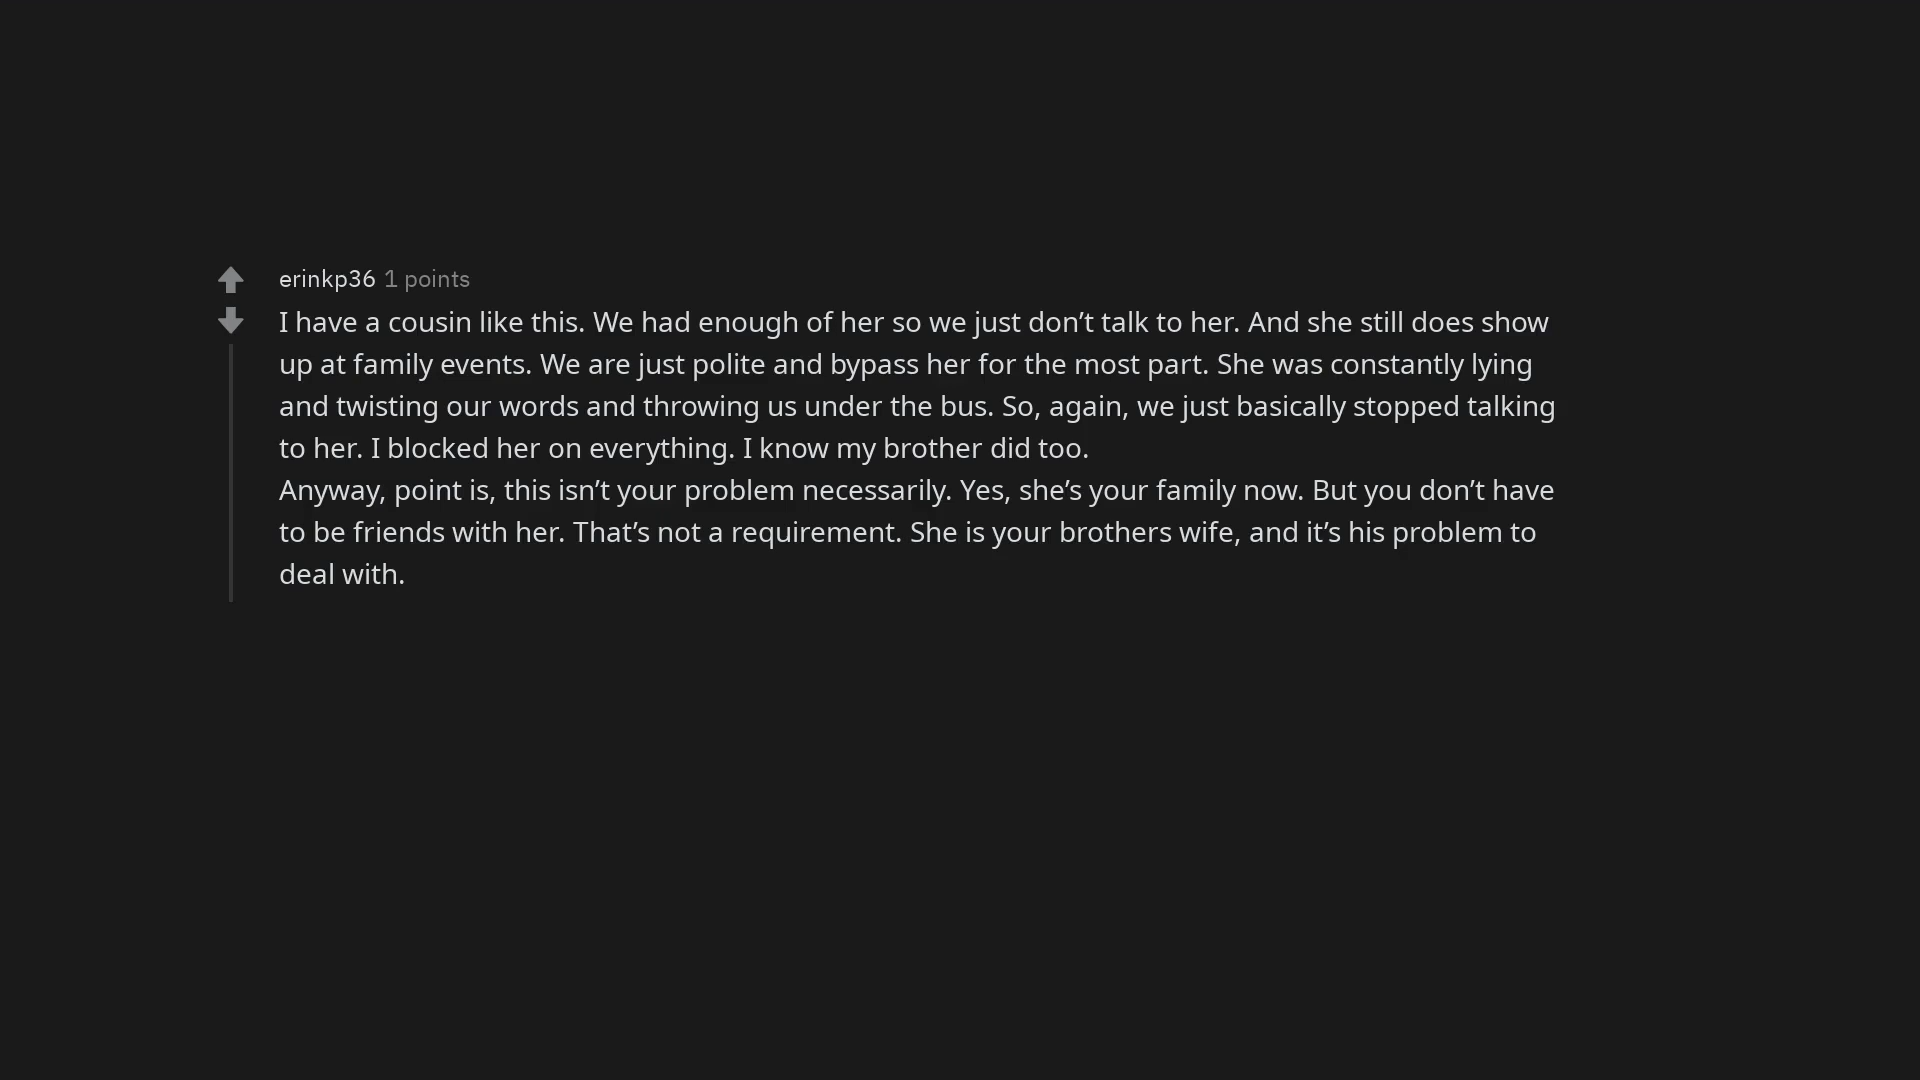 erinkp36 1 points
I have a cousin like this. We had enough of her so we just don’t talk to her. And she still does show
up at family events. We are just polite and bypass her for the most part. She was constantly lying
and twisting our words and throwing us under the bus. So, again, we just basically stopped talking
to her. I blocked her on everything. I know my brother did too.
Anyway, point is, this isn’t your problem necessarily. Yes, she’s your family now. But you don’t have
to be friends with her. That’s not a requirement. She is your brothers wife, and it’s his problem to
deal with.